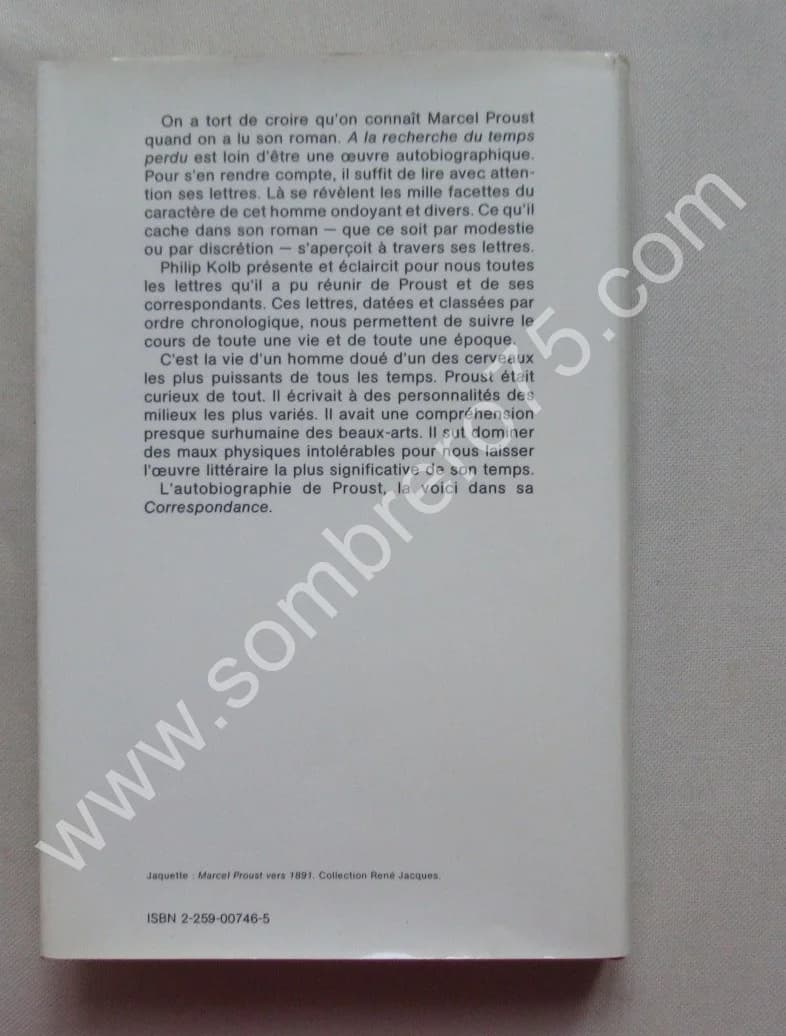 On a tort de croire qu'on connaît Marcel Proust
quand on a lu son roman. A la recherche du temps
perdu est loin d'être une œuvre autobiographique.
Pour s'en rendre compte, il suffit de lire avec atten-
tion ses lettres. Là se révèlent les mille facettes du
caractère de cet homme ondoyant et divers. Ce qu'il
cache dans son roman — que ce soit par modestie
ou par discrétion — s'aperçoit à travers ses lettres.
Philip Kolb présente et éclaircit pour nous toutes
les lettres qu'il a pu réunir de Proust et de ses
correspondants. Ces lettres, datées et classées par
ordre chronologique, nous permettent de suivre le
cours de toute une vie et de toute une époque.
C'est la vie d'un homme doué d'un des cerveaux
les plus puissants de tous les temps. Proust était
curieux de tout. Il écrivait à des personnalités des
milieux les plus variés. Il avait une compréhension
presque surhumaine des beaux-arts. Il sut dominer
des maux physiques intolérables pour nous laisser
l'œuvre littéraire la plus significative de son temps.
L'autobiographie de Proust, la voici dans sa
Correspondance.
Jaquette : Marcel Proust vers 1891. Collection René Jacques.
ISBN 2-259-00746-5
www.sombrero75.com